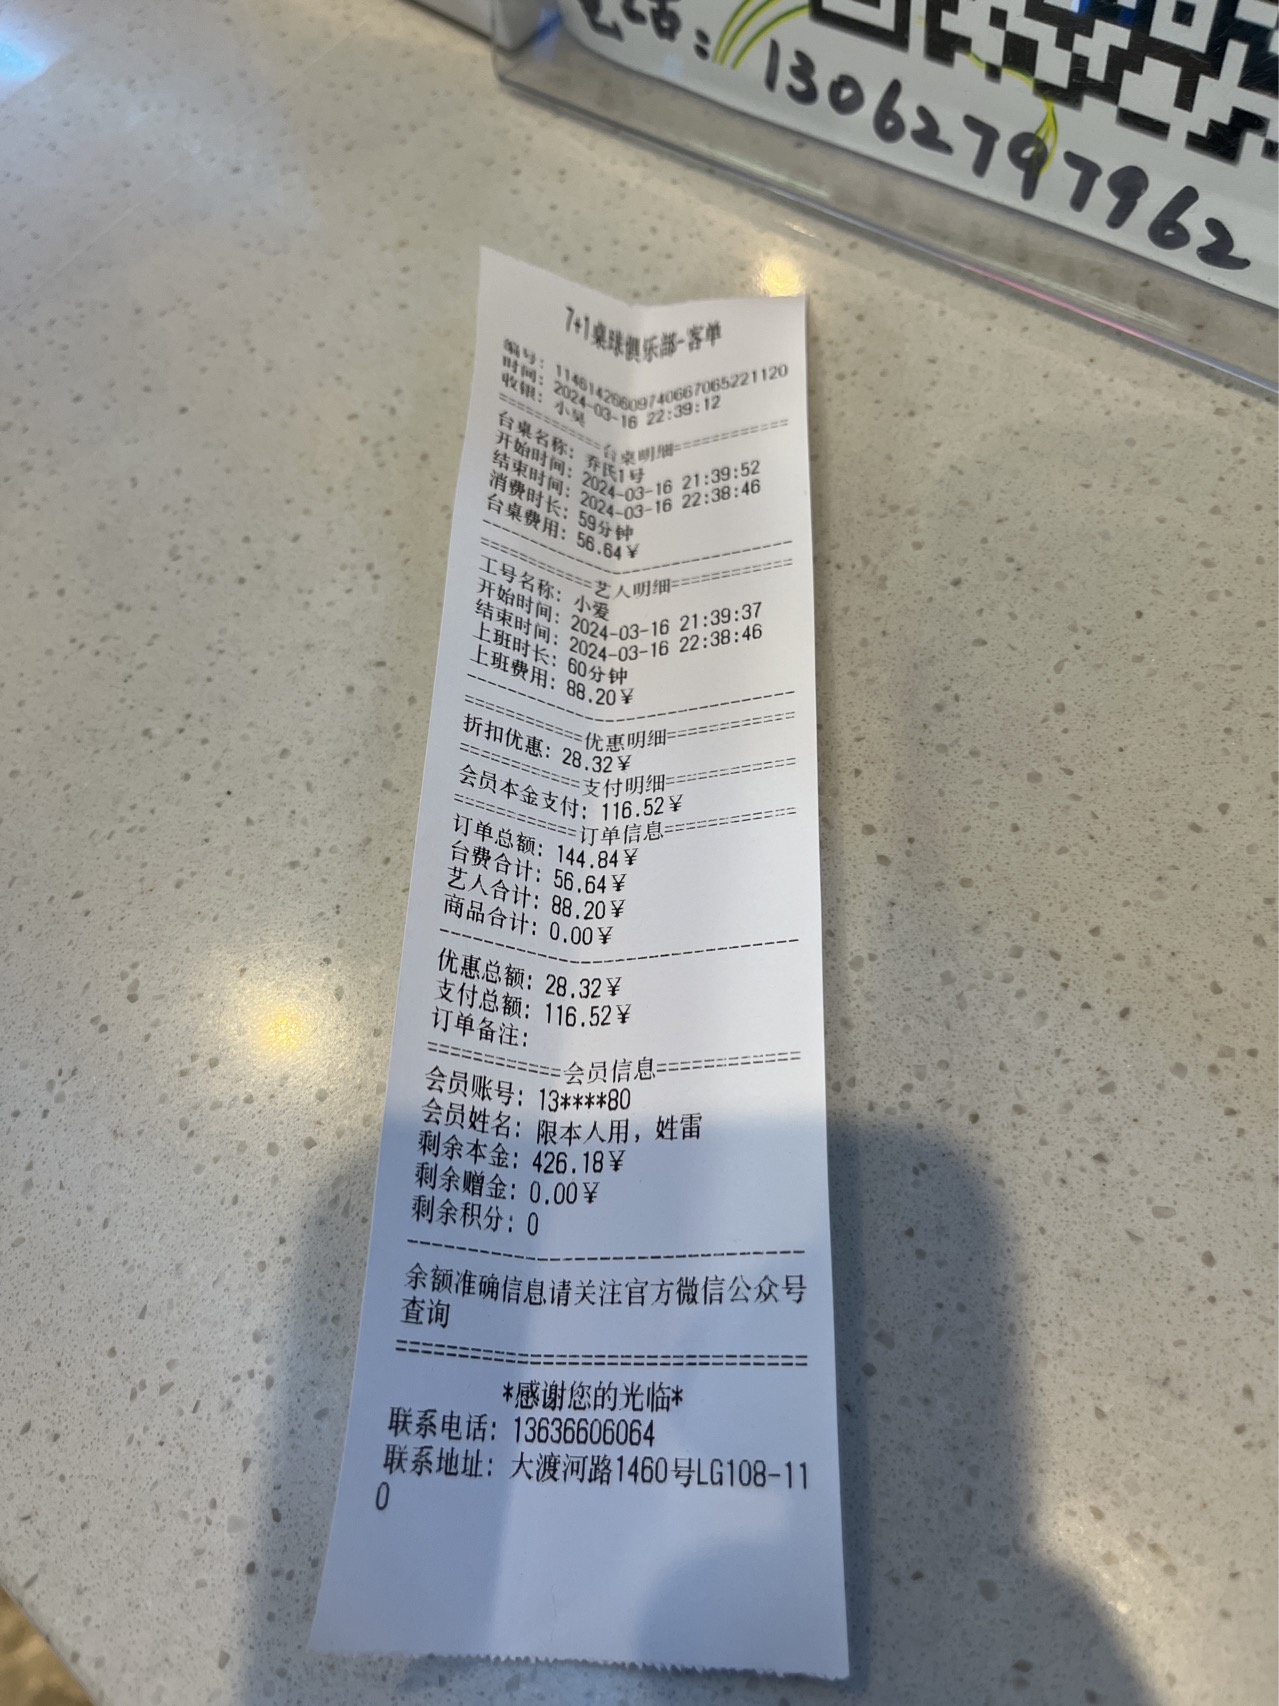 电话: 13062797962
7+1桌球俱乐部-客单
编号: 1146142660974066706522 1120
时间: 2024-03-16 22:39:12
收银: 小吴
============台桌明细============
台桌名称: 乔氏1号
开始时间: 2024-03-16 21:39:52
结束时间: 2024-03-16 22:38:46
消费时长: 59分钟
台桌费用: 56.64¥
--------------------------------
============艺人明细============
工号名称: 小爱
开始时间: 2024-03-16 21:39:37
结束时间: 2024-03-16 22:38:46
上班时长: 60分钟
上班费用: 88.20¥
--------------------------------
============优惠明细============
折扣优惠: 28.32¥
============支付明细============
会员本金支付: 116.52¥
============订单信息============
订单总额: 144.84¥
台费合计: 56.64¥
艺人合计: 88.20¥
商品合计: 0.00¥
--------------------------------
优惠总额: 28.32¥
支付总额: 116.52¥
订单备注:
============会员信息============
会员账号: 13****80
会员姓名: 限本人用，姓雷
剩余本金: 426.18¥
剩余赠金: 0.00¥
剩余积分: 0
--------------------------------
余额准确信息请关注官方微信公众号
查询
================================
*感谢您的光临*
联系电话: 13636606064
联系地址: 大渡河路1460号LG108-11
0